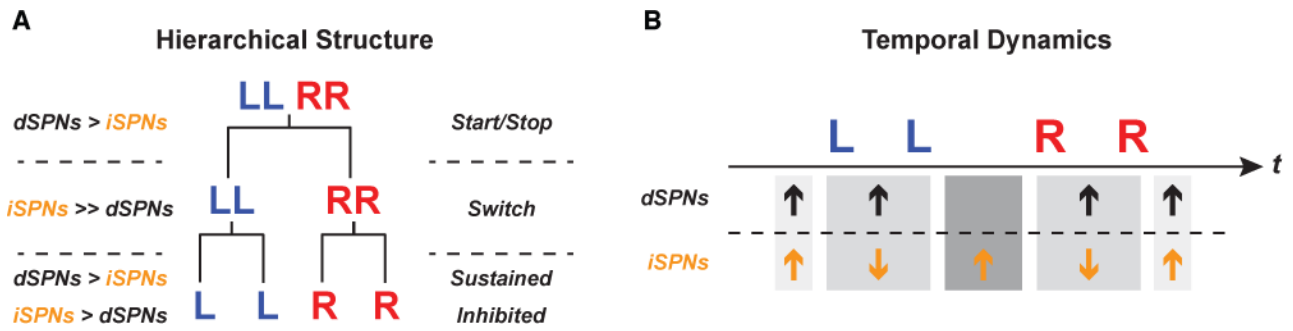 A
Hierarchical Structure
LL RR
dSPNs > iSPNs
Start/Stop
iSPNs >> dSPNs
LL
RR
Switch
dSPNs > iSPNs
Sustained
iSPNs > dSPNs
L L R R
Inhibited
B
Temporal Dynamics
L L R R
t
dSPNs
iSPNs